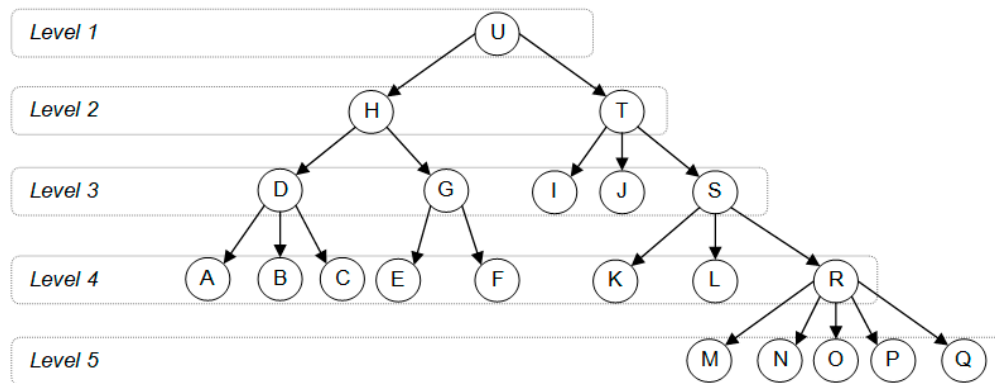 Level 1 U
Level 2 H T
Level 3 D G I J S
Level 4 A B C E F K L R
Level 5 M N O P Q